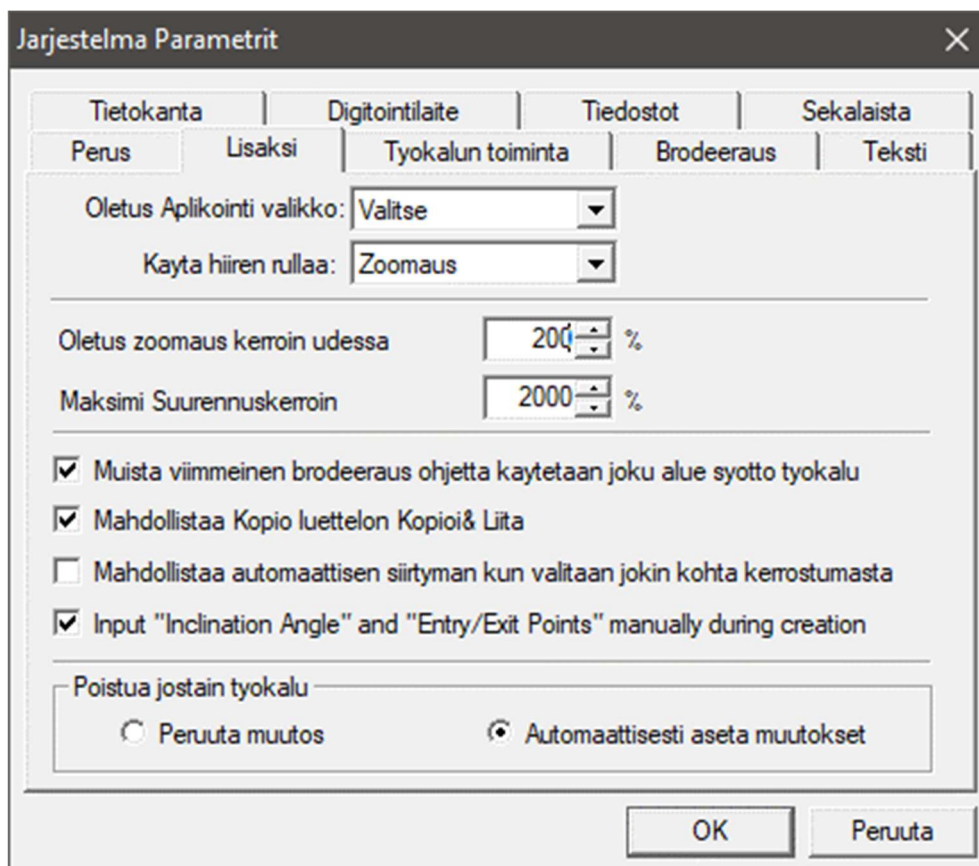 Jarjestelma Parametrit
Tietokanta Digitointilaite Tiedostot Sekalaista
Perus Lisaksi Tyokalun toiminta Brodeeraus Teksti
Oletus Aplikointi valikko: Valitse
Kayta hiiren rullaa: Zoomaus
Oletus zoomaus kerroin udessa 200 %
Maksimi Suurennuskerroin 2000 %
Muista viimmeinen brodeeraus ohjetta kaytetaan joku alue syotto tyokalu
Mahdollistaa Kopio luettelon Kopioi& Liita
Mahdollistaa automaattisen siirtyman kun valitaan jokin kohta kerrostumasta
Input "Inclination Angle" and "Entry/Exit Points" manually during creation
Poistua jostain tyokalu
Peruuta muutos Automaattisesti aseta muutokset
OK Peruuta